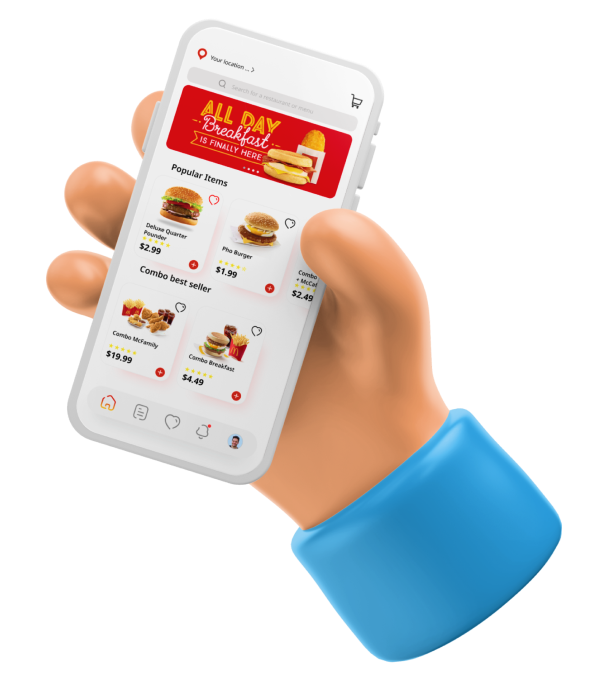 Your location ...
Search for a restaurant or menu
ALL DAY
Breakfast
IS FINALLY HERE
Popular Items
Deluxe Quarter
Pounder
$2.99
Pho Burger
$1.99
Combo
$2.49
Combo best seller
Combo McFamily
$19.99
Combo Breakfast
$4.49